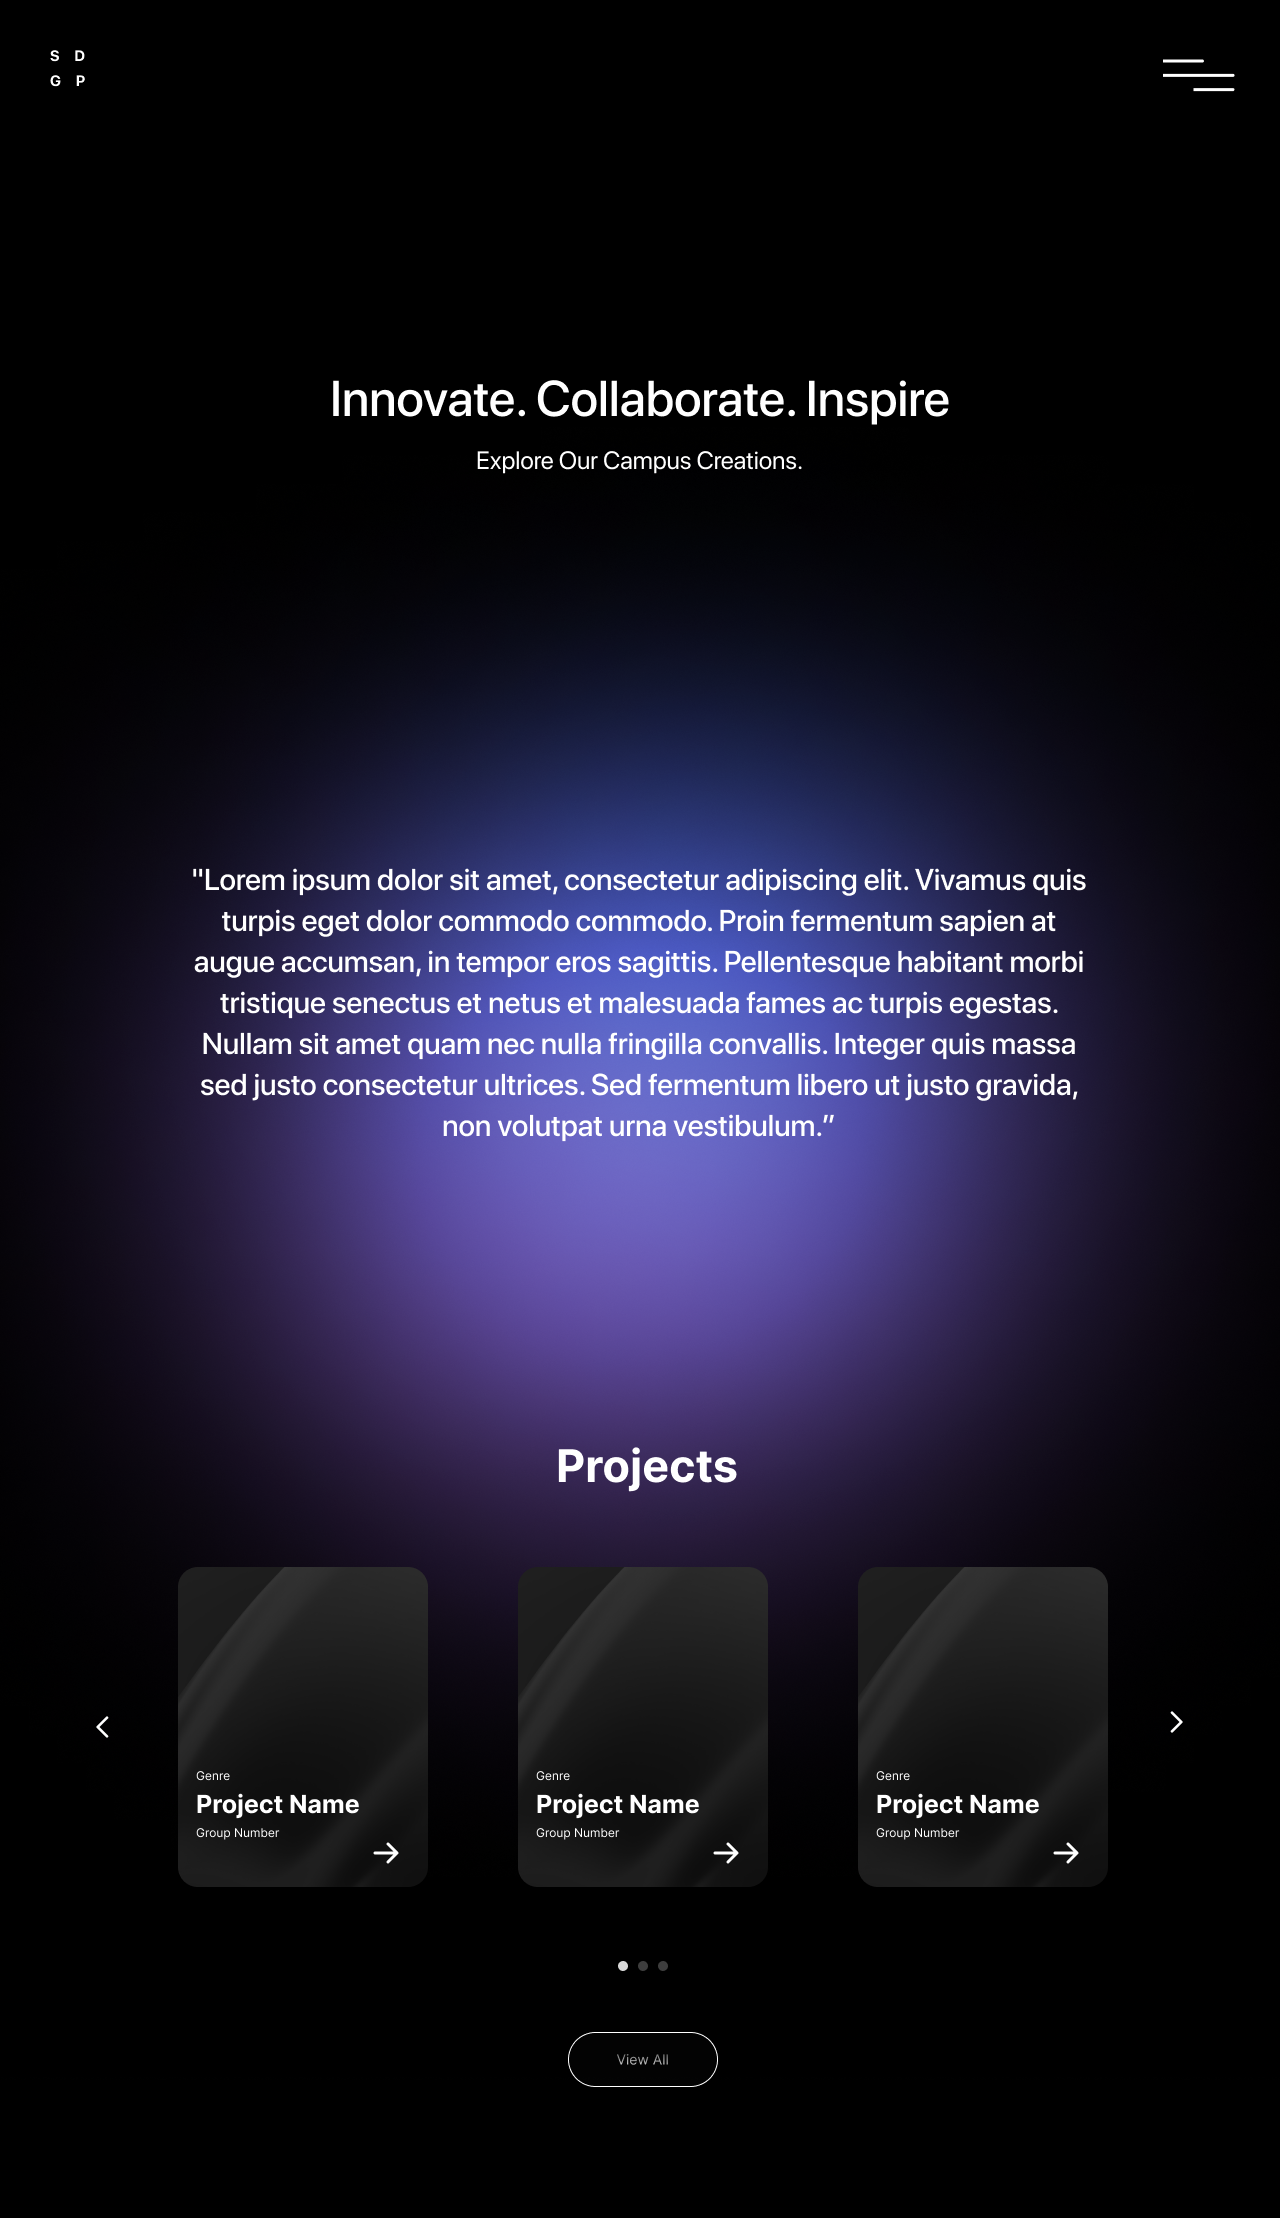 S D
G P
Innovate. Collaborate. Inspire
Explore Our Campus Creations.
"Lorem ipsum dolor sit amet, consectetur adipiscing elit. Vivamus quis
turpis eget dolor commodo commodo. Proin fermentum sapien at
augue accumsan, in tempor eros sagittis. Pellentesque habitant morbi
tristique senectus et netus et malesuada fames ac turpis egestas.
Nullam sit amet quam nec nulla fringilla convallis. Integer quis massa
sed justo consectetur ultrices. Sed fermentum libero ut justo gravida,
non volutpat urna vestibulum.”
Projects
Genre
Project Name
Group Number
Genre
Project Name
Group Number
Genre
Project Name
Group Number
View All